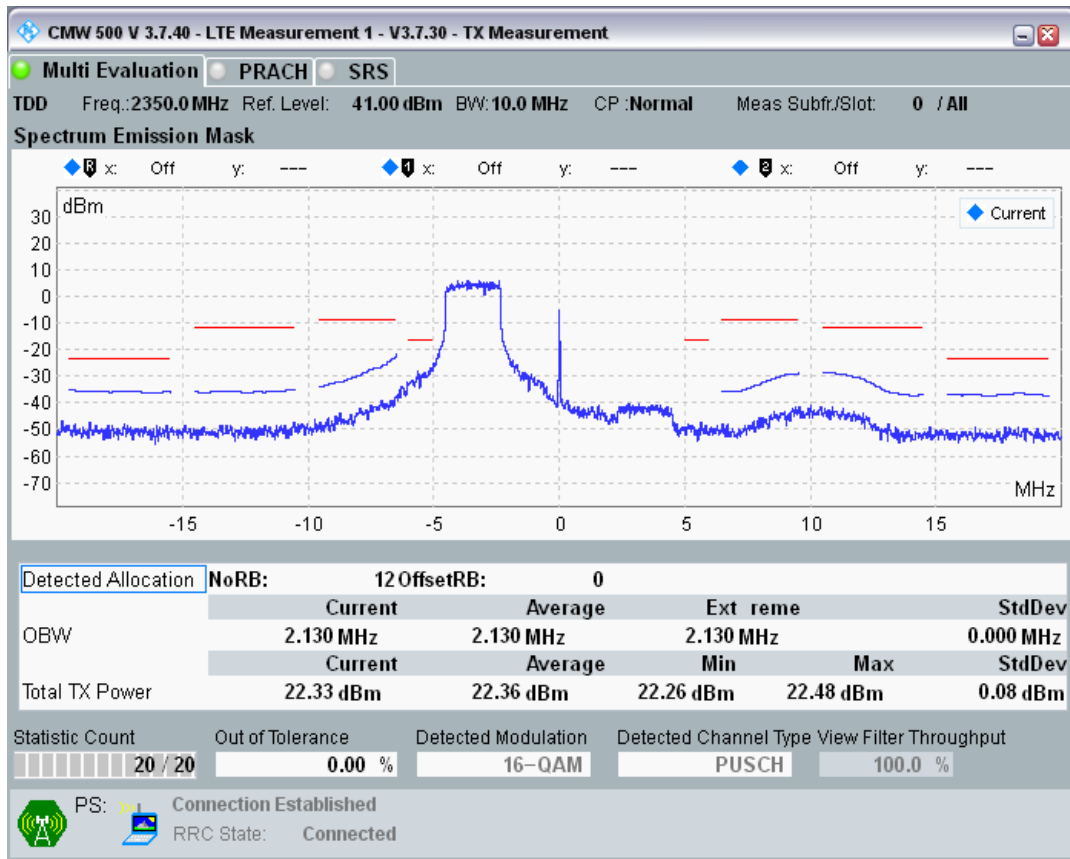 CMW 500 V 3.7.40 - LTE Measurement 1 - V3.7.30 - TX Measurement
Multi Evaluation PRACH SRS
TDD Freq.:2350.0 MHz Ref. Level: 41.00 dBm BW:10.0 MHz CP :Normal Meas Subfr./Slot: 0 / All
Spectrum Emission Mask
R x: Off y: --- 1 x: Off y: --- 2 x: Off y: ---
dBm
Current
30
20
10
0
-10
-20
-30
-40
-50
-60
-70
MHz
-15 -10 -5 0 5 10 15
Detected Allocation NoRB: 12 OffsetRB: 0
Current Average Ext reme StdDev
OBW 2.130 MHz 2.130 MHz 2.130 MHz 0.000 MHz
Current Average Min Max StdDev
Total TX Power 22.33 dBm 22.36 dBm 22.26 dBm 22.48 dBm 0.08 dBm
Statistic Count Out of Tolerance Detected Modulation Detected Channel Type View Filter Throughput
20 / 20 0.00 % 16-QAM PUSCH 100.0 %
PS: Connection Established
RRC State: Connected